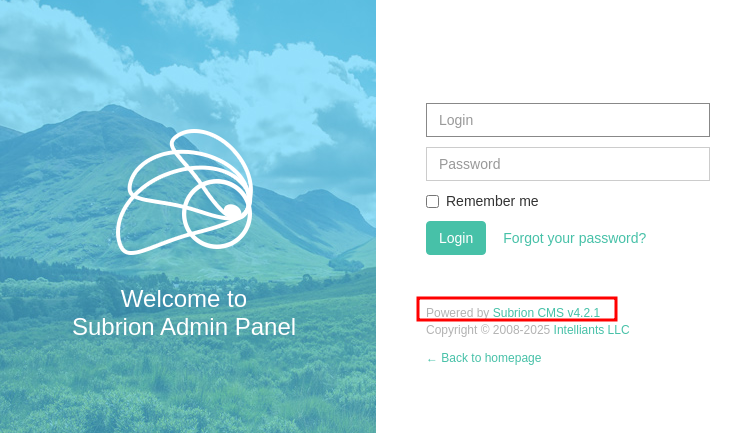 Welcome to
Subrion Admin Panel
Login
Password
Remember me
Login Forgot your password?
Powered by Subrion CMS v4.2.1
Copyright © 2008-2025 Intelliants LLC
← Back to homepage